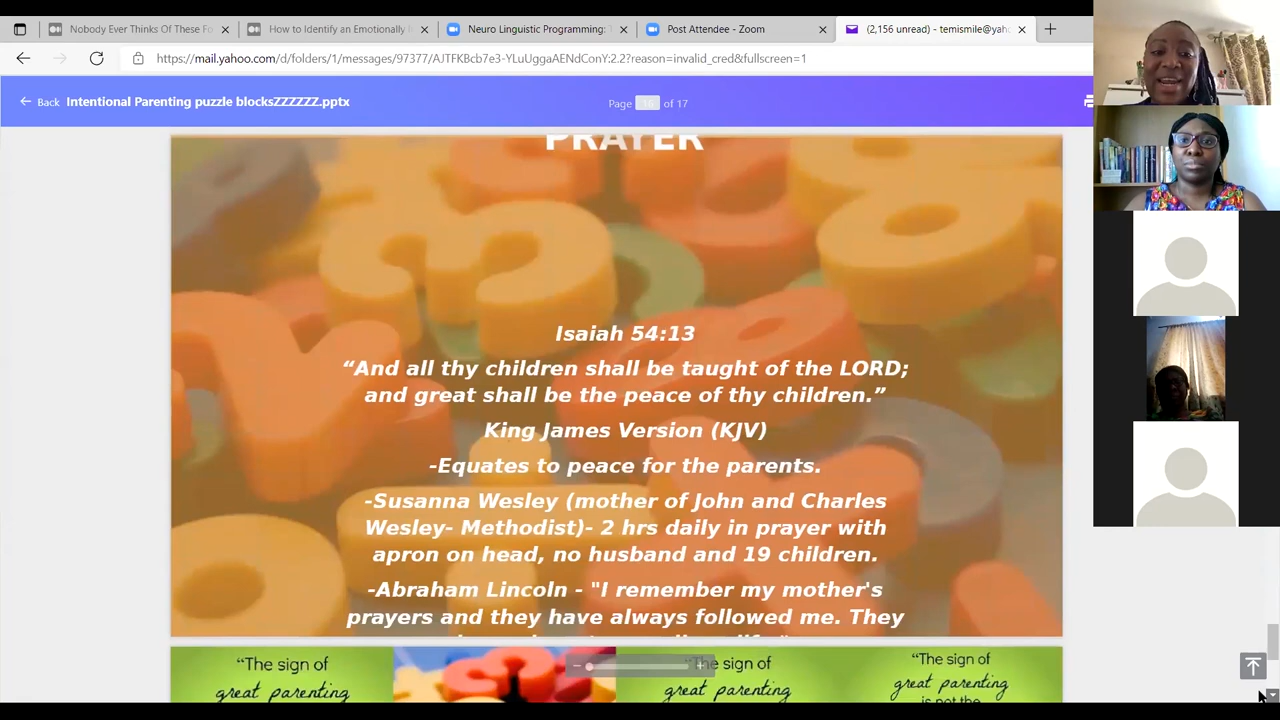 Nobody Ever Thinks Of These Fo
How to Identify an Emotionally I
Neuro Linguistic Programming:
Post Attendee - Zoom
(2,156 unread) - temismile@yah
https://mail.yahoo.com/d/folders/1/messages/97377/AJTFKBcb7e3-YLuUggaAENdConY:2.2?reason=invalid_cred&fullscreen=1
Back Intentional Parenting puzzle blocksZZZZZZ.pptx
Page 16 of 17
PRAYER
Isaiah 54:13
“And all thy children shall be taught of the LORD;
and great shall be the peace of thy children.”
King James Version (KJV)
-Equates to peace for the parents.
-Susanna Wesley (mother of John and Charles
Wesley- Methodist)- 2 hrs daily in prayer with
apron on head, no husband and 19 children.
-Abraham Lincoln - "I remember my mother's
prayers and they have always followed me. They
“The sign of
great parenting
“The sign of
great parenting
“The sign of
great parenting
is not the